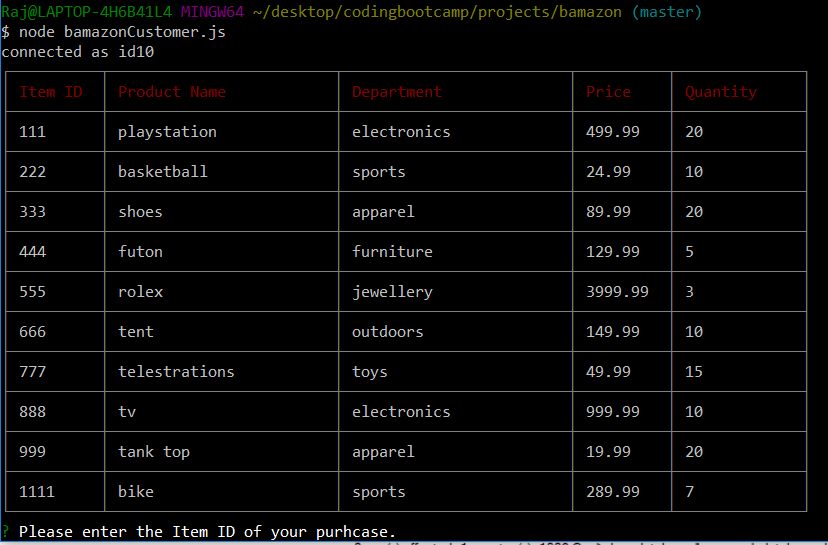 Raj@LAPTOP-4H6B41L4 MINGW64 ~/desktop/codingbootcamp/projects/bamazon (master)
$ node bamazonCustomer.js
connected as id10
Item ID Product Name Department Price Quantity
111 playstation electronics 499.99 20
222 basketball sports 24.99 10
333 shoes apparel 89.99 20
444 futon furniture 129.99 5
555 rolex jewellery 3999.99 3
666 tent outdoors 149.99 10
777 telestrations toys 49.99 15
888 tv electronics 999.99 10
999 tank top apparel 19.99 20
1111 bike sports 289.99 7
? Please enter the Item ID of your purhcase.